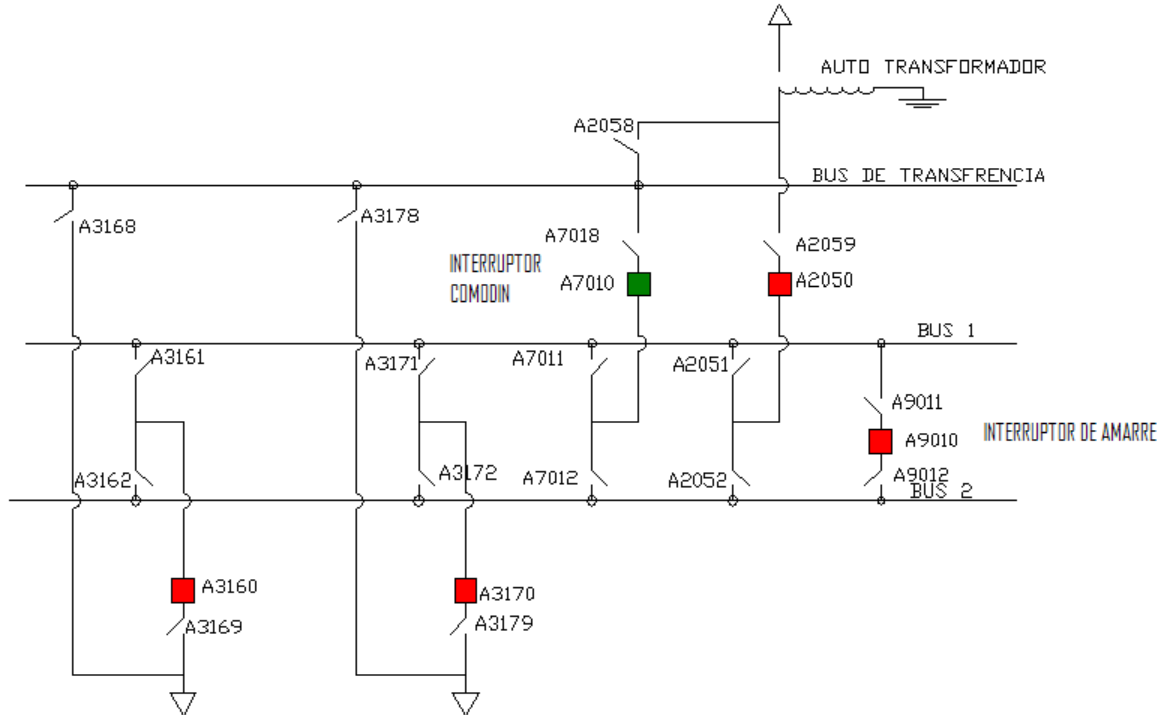 AUTO TRANSFORMADOR
A2058
BUS DE TRANSFRENCIA
A3168
A3178
A7018
A2059
INTERRUPTOR
COMODIN
A7010
A2050
BUS 1
A3161
A3171
A7011
A2051
A9011
A9010
INTERRUPTOR DE AMARRE
A3162
A3172
A7012
A2052
A9012
BUS 2
A3160
A3170
A3169
A3179